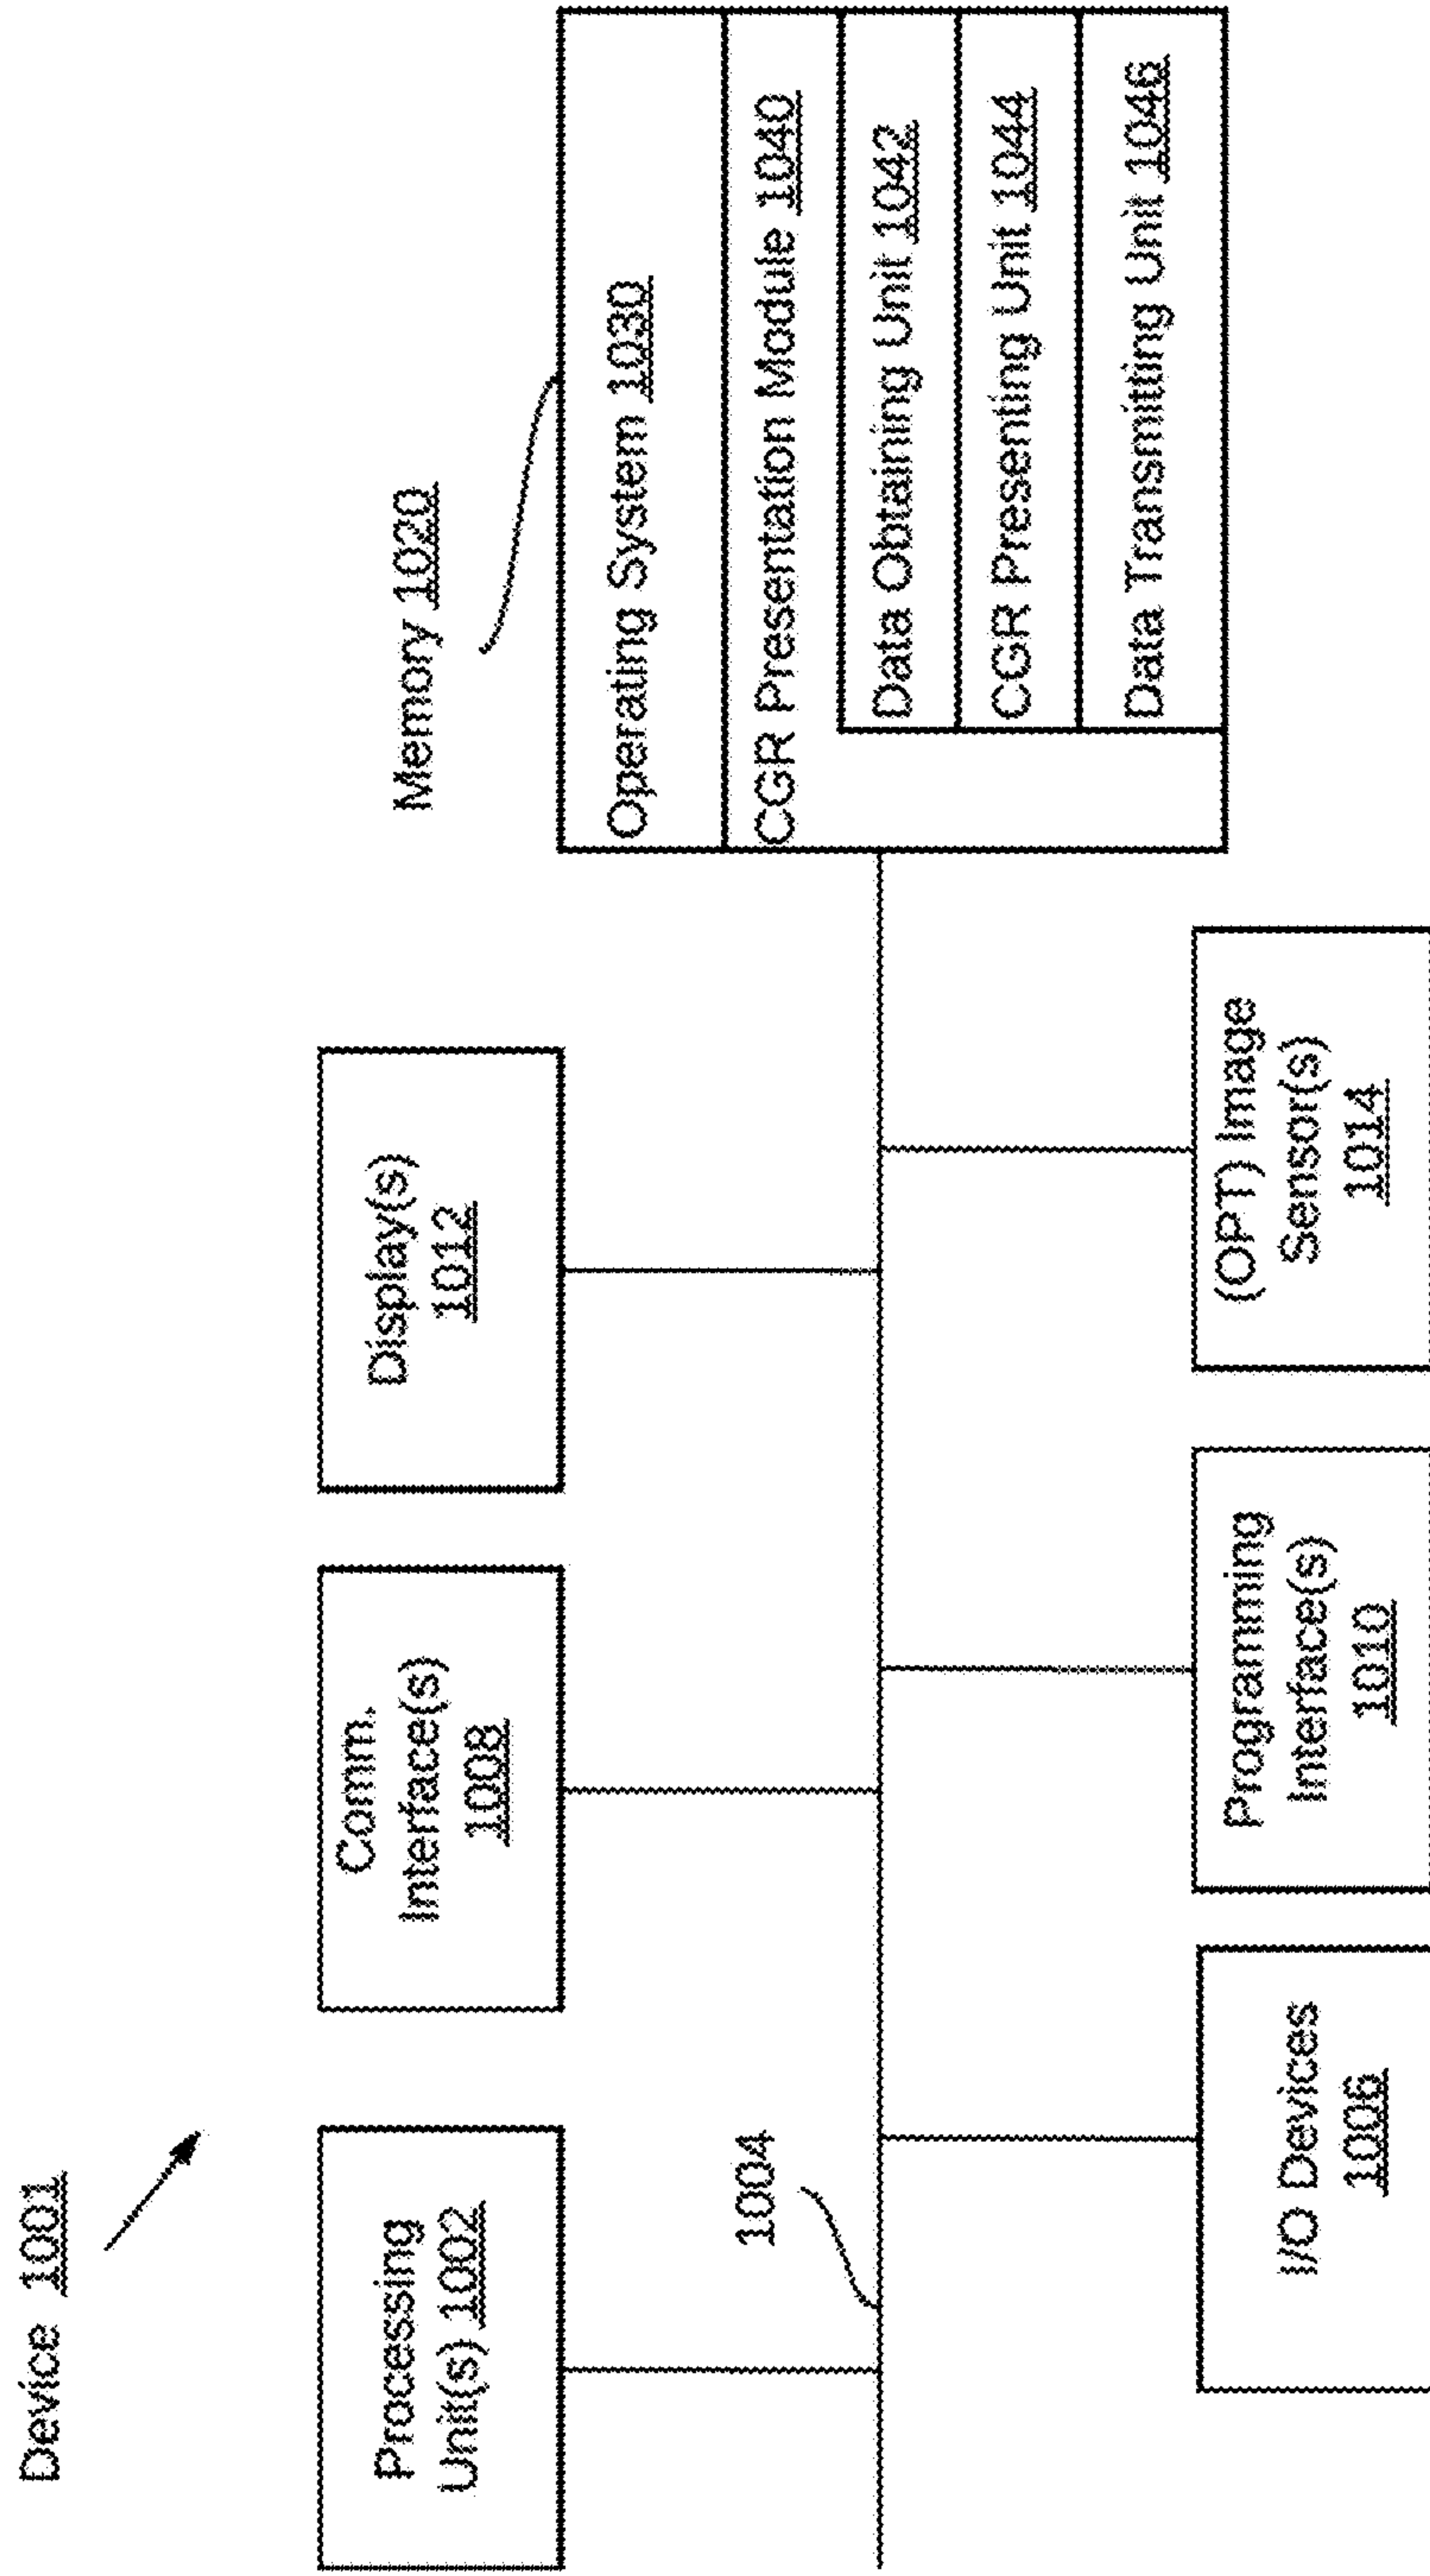 Device 1001
Processing
Unit(s) 1002
Comm.
Interface(s)
1008
Display(s)
1012
Memory 1020
Operating System 1030
CGR Presentation Module 1040
Data Obtaining Unit 1042
CGR Presenting Unit 1044
Data Transmitting Unit 1046
1004
I/O Devices
1006
Programming
Interface(s)
1010
(OPT) Image
Sensor(s)
1014